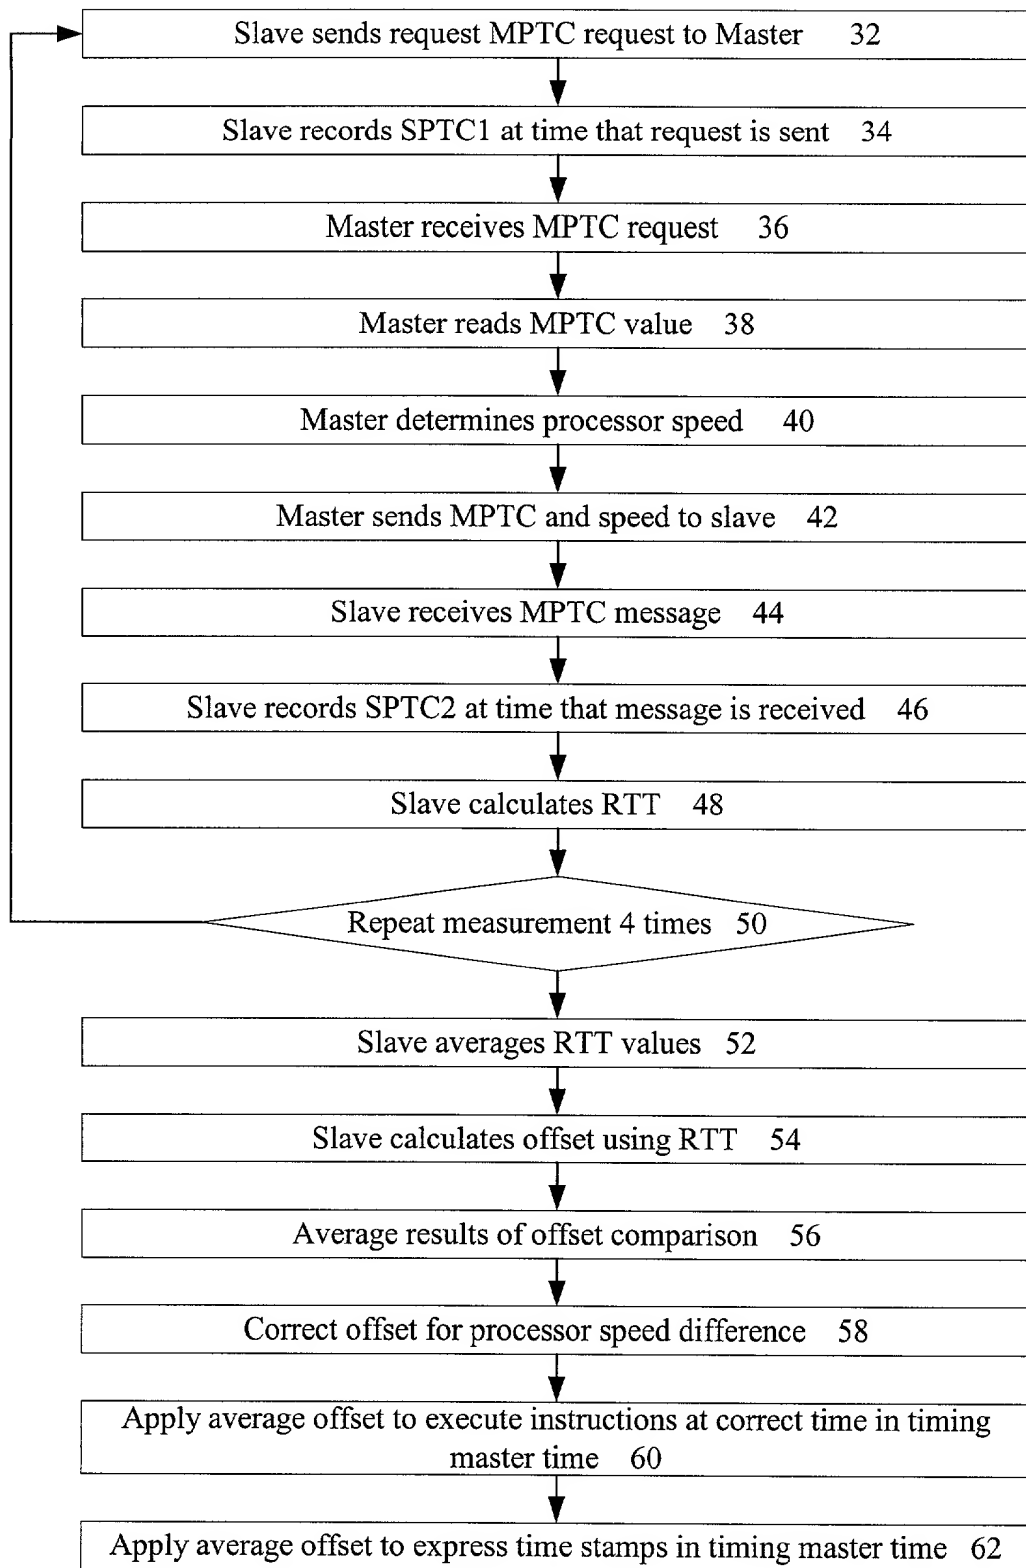 Slave sends request MPTC request to Master 32
Slave records SPTC1 at time that request is sent 34
Master receives MPTC request 36
Master reads MPTC value 38
Master determines processor speed 40
Master sends MPTC and speed to slave 42
Slave receives MPTC message 44
Slave records SPTC2 at time that message is received 46
Slave calculates RTT 48
Repeat measurement 4 times 50
Slave averages RTT values 52
Slave calculates offset using RTT 54
Average results of offset comparison 56
Correct offset for processor speed difference 58
Apply average offset to execute instructions at correct time in timing
master time 60
Apply average offset to express time stamps in timing master time 62